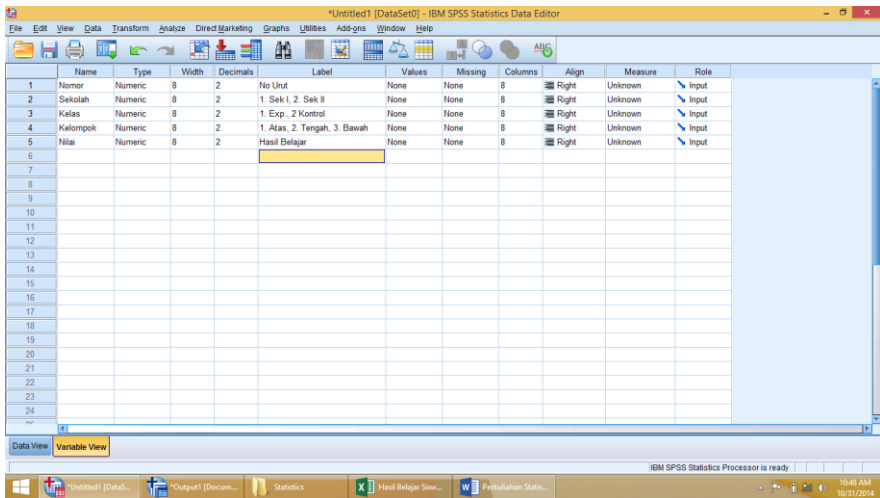 *Untitled1 [DataSet0] - IBM SPSS Statistics Data Editor
File Edit View Data Transform Analyze Direct Marketing Graphs Utilities Add-ons Window Help
Name Type Width Decimals Label Values Missing Columns Align Measure Role
1 Nomor Numeric 8 2 No Urut None None 8 Right Unknown Input
2 Sekolah Numeric 8 2 1. Sek I, 2. Sek II None None 8 Right Unknown Input
3 Kelas Numeric 8 2 1. Exp., 2 Kontrol None None 8 Right Unknown Input
4 Kelompok Numeric 8 2 1. Atas, 2. Tengah, 3. Bawah None None 8 Right Unknown Input
5 Nilai Numeric 8 2 Hasil Belajar None None 8 Right Unknown Input
6
7
8
9
10
11
12
13
14
15
16
17
18
19
20
21
22
23
24
Data View Variable View
IBM SPSS Statistics Processor is ready
*Untitled1 [DataS... *Output1 [Docum... Statistics Hasil Belajar Sisw... Perkuliahan Statis... 10:48 AM
10/31/2014